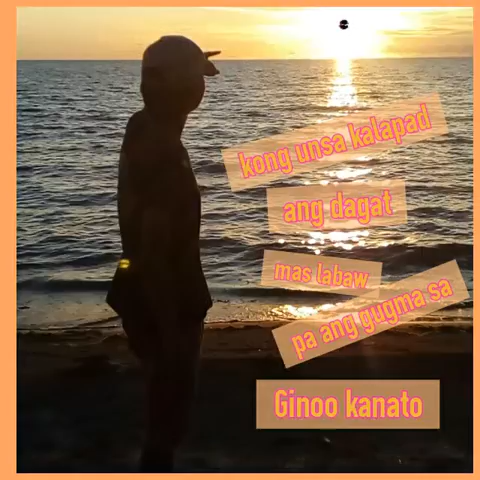 kong unsa kalapad
ang dagat
mas labaw
pa ang gugma sa
Ginoo kanato